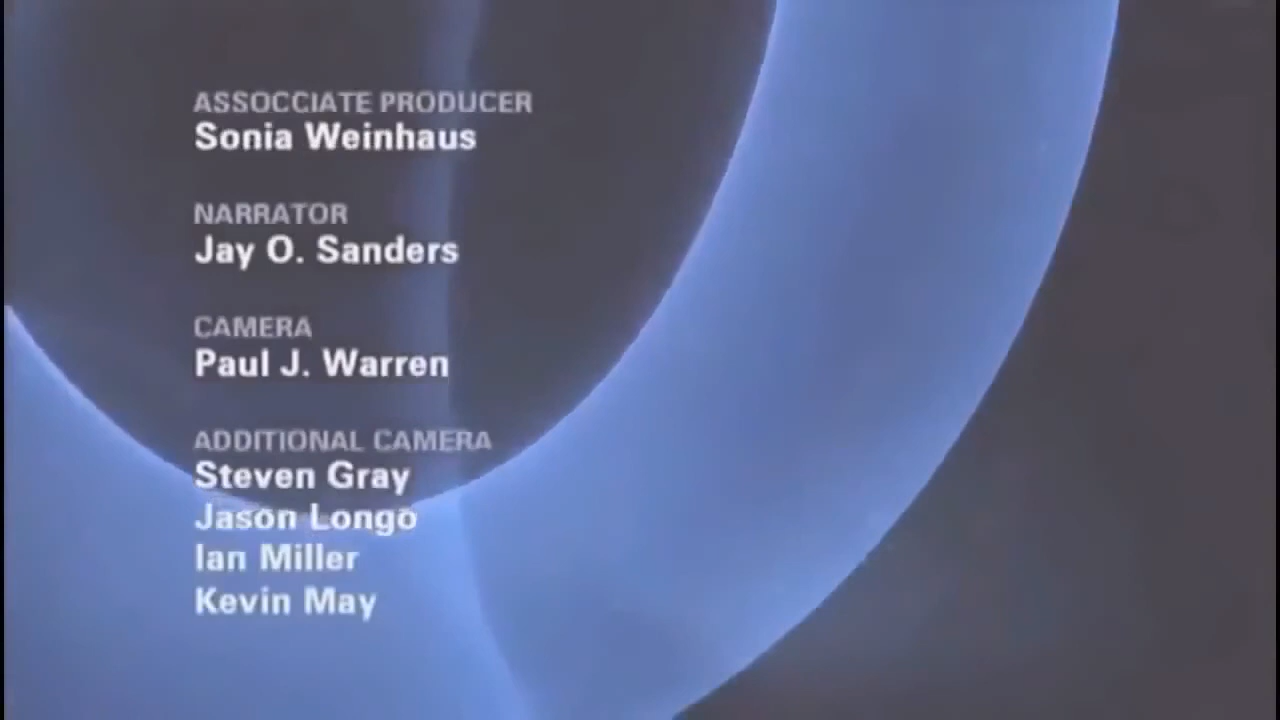 ASSOCCIATE PRODUCER
Sonia Weinhaus
NARRATOR
Jay O. Sanders
CAMERA
Paul J. Warren
ADDITIONAL CAMERA
Steven Gray
Jason Longo
Ian Miller
Kevin May